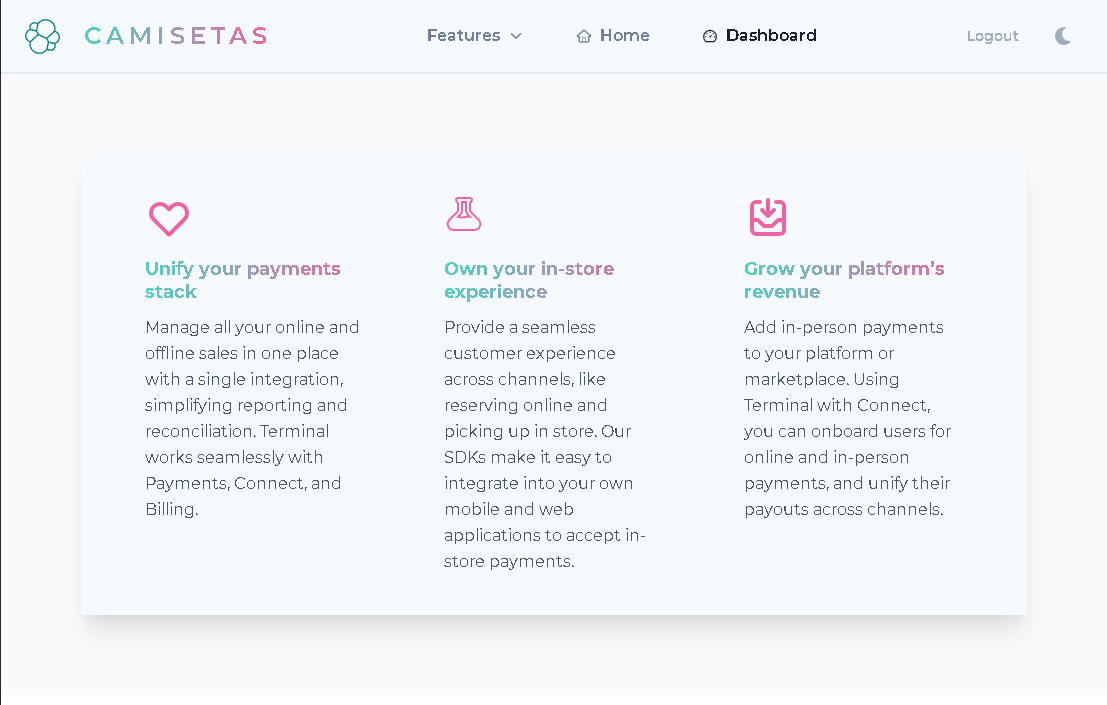 CAMISETAS
Features
Home
Dashboard
Logout
Unify your payments
stack
Manage all your online and
offline sales in one place
with a single integration,
simplifying reporting and
reconciliation. Terminal
works seamlessly with
Payments, Connect, and
Billing.
Own your in-store
experience
Provide a seamless
customer experience
across channels, like
reserving online and
picking up in store. Our
SDKs make it easy to
integrate into your own
mobile and web
applications to accept in-
store payments.
Grow your platform’s
revenue
Add in-person payments
to your platform or
marketplace. Using
Terminal with Connect,
you can onboard users for
online and in-person
payments, and unify their
payouts across channels.